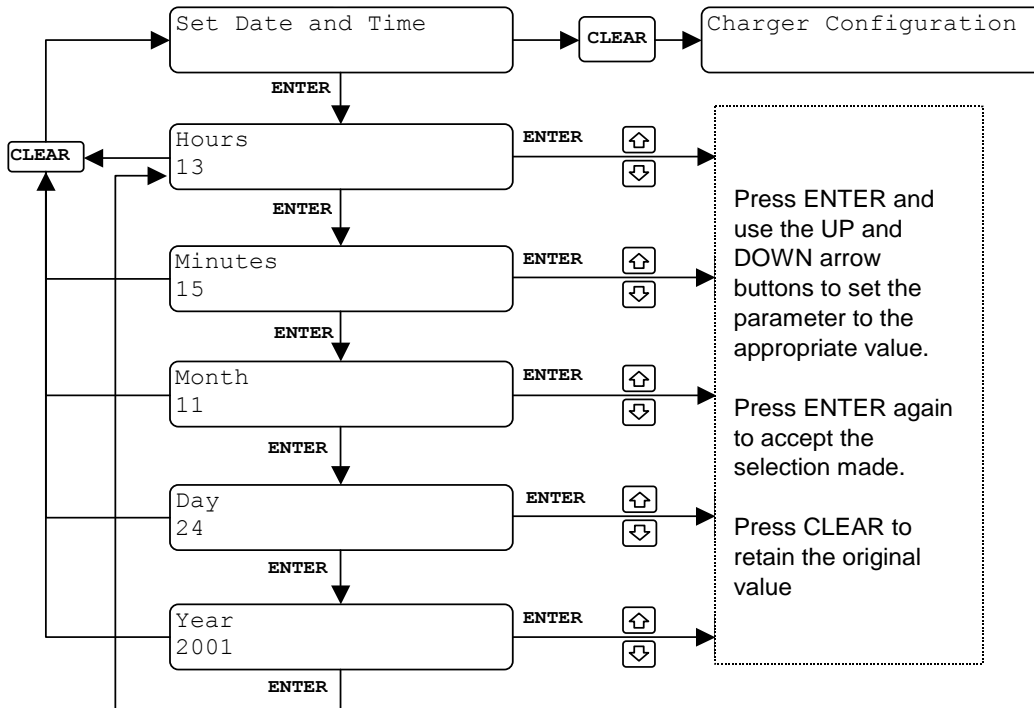 Set Date and Time
CLEAR
Charger Configuration
ENTER
Hours
13
ENTER
CLEAR
ENTER
Minutes
15
ENTER
ENTER
Month
11
ENTER
ENTER
Day
24
ENTER
ENTER
Year
2001
ENTER
ENTER
Press ENTER and
use the UP and
DOWN arrow
buttons to set the
parameter to the
appropriate value.
Press ENTER again
to accept the
selection made.
Press CLEAR to
retain the original
value